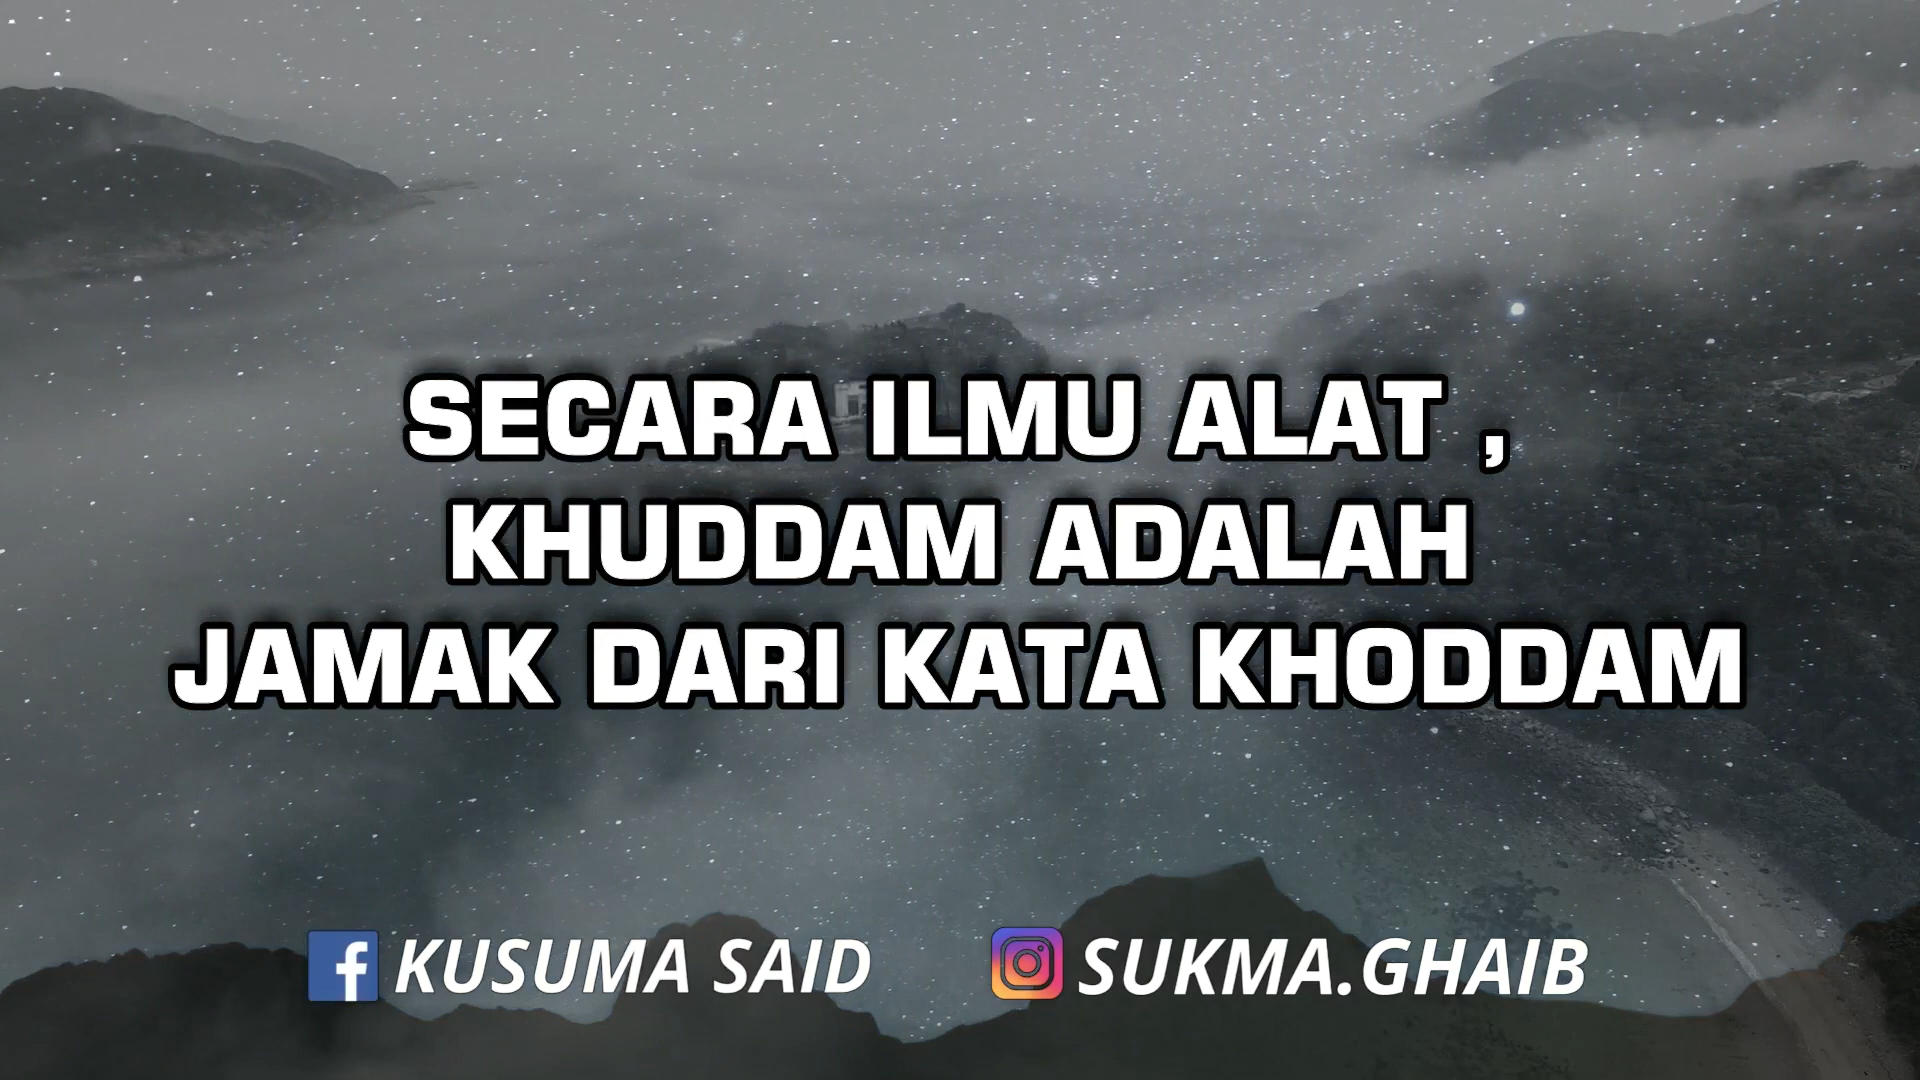 SECARA ILMU ALAT ,
KHUDDAM ADALAH
JAMAK DARI KATA KHODDAM
KUSUMA SAID
SUKMA.GHAIB